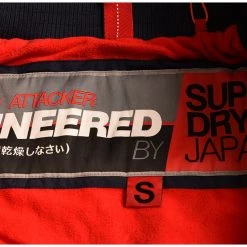 ATTACKER
NEERED
乾燥しなさい)
BY
SUP
DRY
JAPA
S